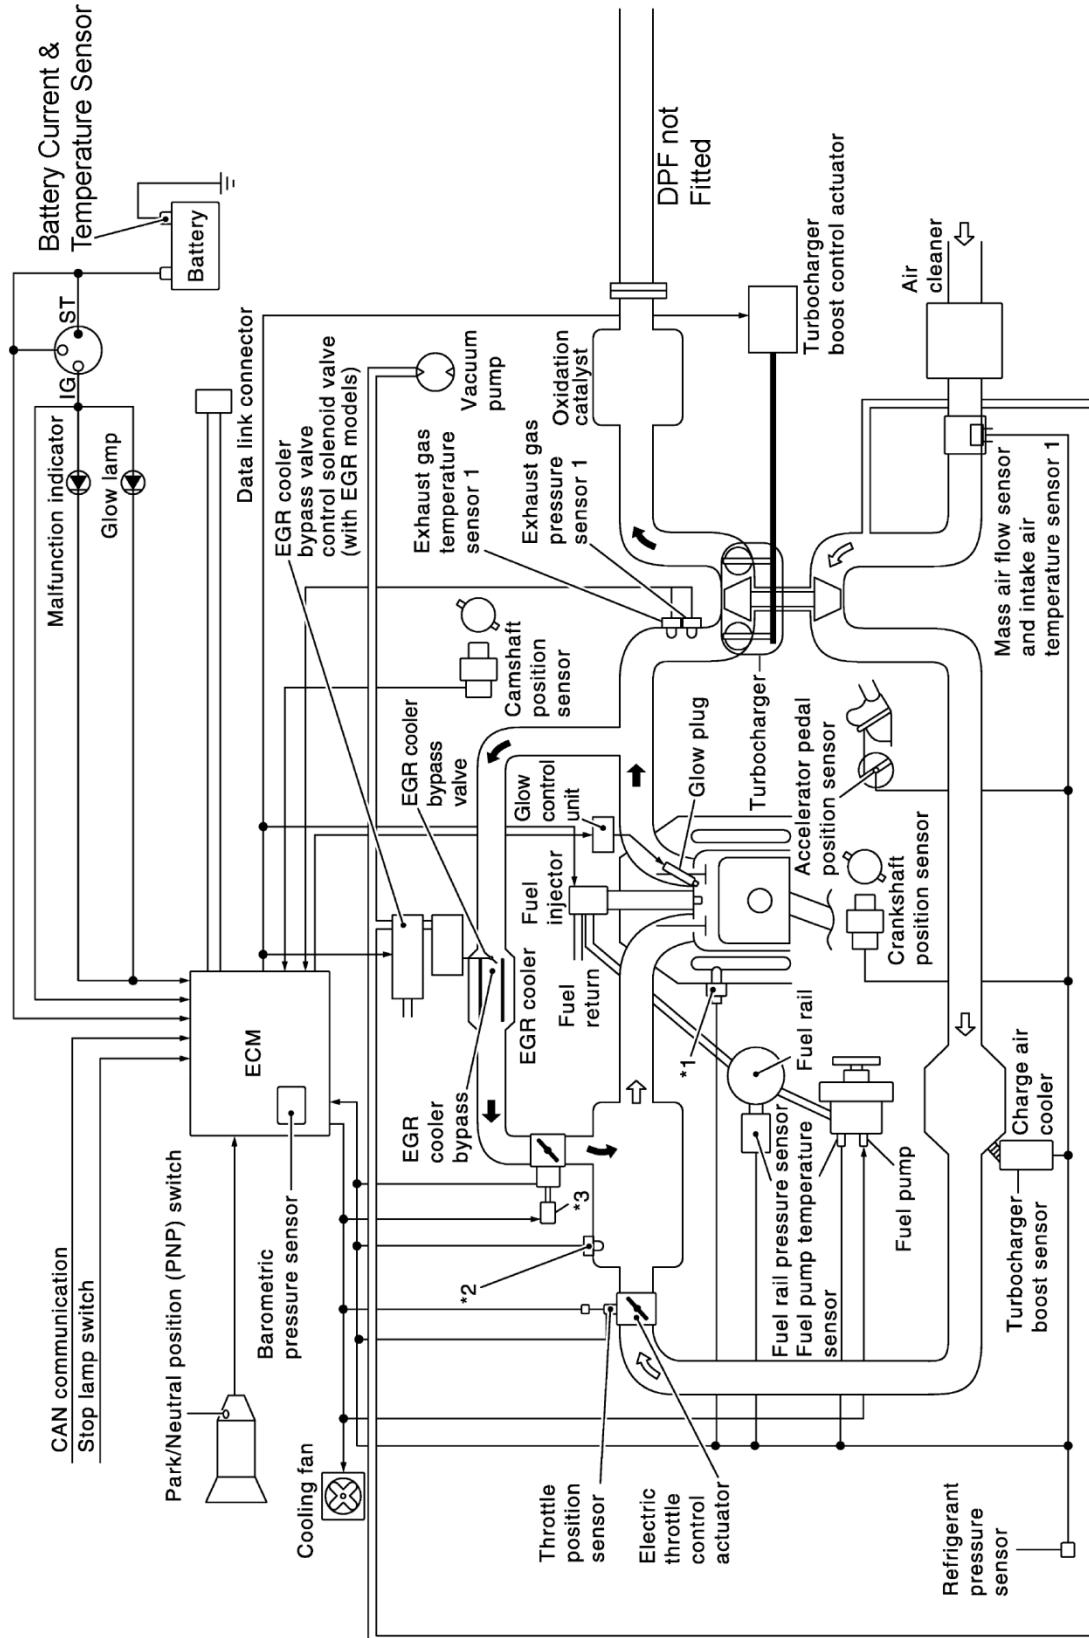 Battery Current &
Temperature Sensor
Battery
ST
IG
Malfunction indicator
Glow lamp
Data link connector
EGR cooler
bypass valve
control solenoid valve
(with EGR models)
Vacuum
pump
Exhaust gas
temperature
sensor 1
Exhaust gas
pressure
sensor 1
Oxidation
catalyst
DPF not
Fitted
Turbocharger
boost control actuator
Air
cleaner
Mass air flow sensor
and intake air
temperature sensor 1
Camshaft
position
sensor
EGR cooler
bypass
valve
Glow
control
unit
Glow plug
Turbocharger
Accelerator pedal
position sensor
Crankshaft
position sensor
Fuel
injector
Fuel
return
EGR cooler
ECM
EGR
cooler
bypass
*1
Fuel rail
Fuel rail pressure sensor
Fuel pump temperature
sensor
Fuel pump
Charge air
cooler
Turbocharger
boost sensor
*3
*2
CAN communication
Stop lamp switch
Park/Neutral position (PNP) switch
Barometric
pressure sensor
Cooling fan
Throttle
position
sensor
Electric
throttle
control
actuator
Refrigerant
pressure
sensor